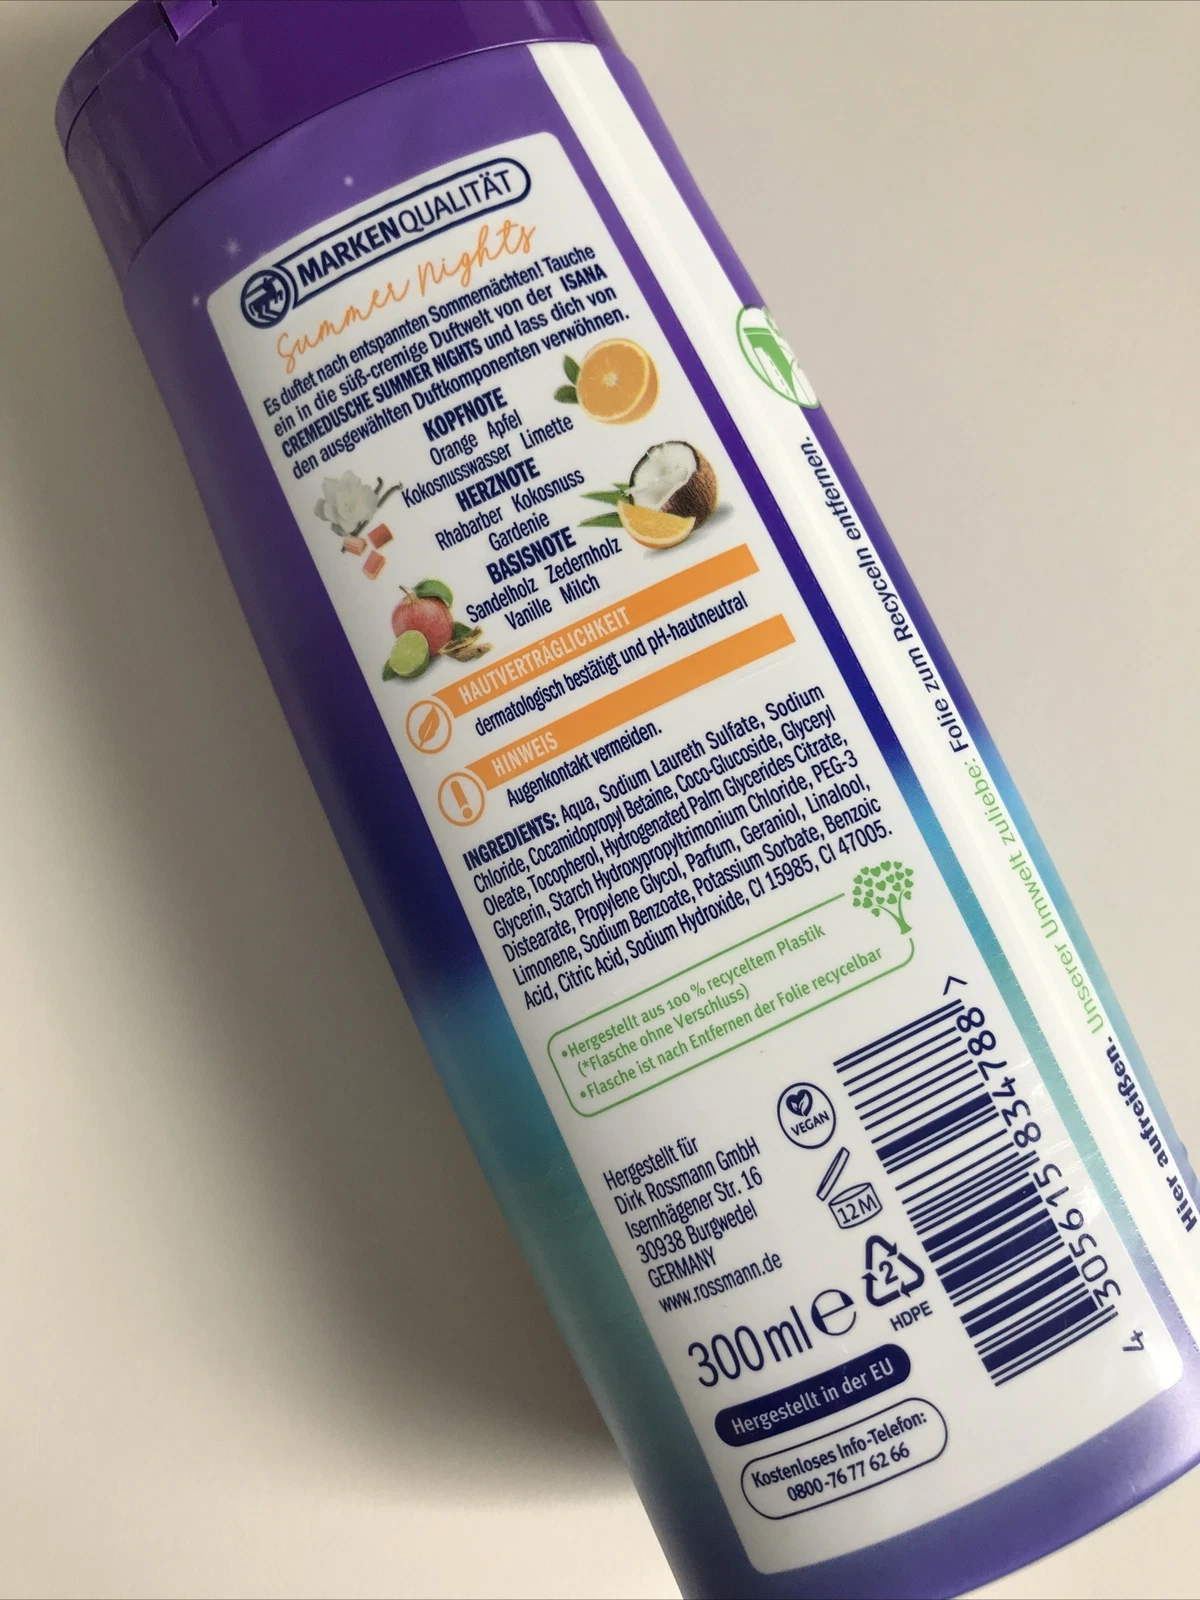 MARKENQUALITÄT
Summer Nights
Es duftet nach entspannten Sommernächten! Tauche
ein in die süß-cremige Duftwelt von der ISANA
CREMEDUSCHE SUMMER NIGHTS und lass dich von
den ausgewählten Duftkomponenten verwöhnen.
KOPFNOTE
Orange Apfel
Kokosnusswasser Limette
HERZNOTE
Rhabarber Kokosnuss
Gardenie
BASISNOTE
Sandelholz Zedernholz
Vanille Milch
HAUTVERTRÄGLICHKEIT
dermatologisch bestätigt und pH-hautneutral
HINWEIS
Augenkontakt vermeiden.
INGREDIENTS: Aqua, Sodium Laureth Sulfate, Sodium
Chloride, Cocamidopropyl Betaine, Coco-Glucoside, Glyceryl
Oleate, Tocopherol, Hydrogenated Palm Glycerides Citrate,
Glycerin, Starch Hydroxypropyltrimonium Chloride, PEG-3
Distearate, Propylene Glycol, Parfum, Geraniol, Linalool,
Limonene, Sodium Benzoate, Potassium Sorbate, Benzoic
Acid, Citric Acid, Sodium Hydroxide, CI 15985, CI 47005.
•Hergestellt aus 100 % recyceltem Plastik
(*Flasche ohne Verschluss)
•Flasche ist nach Entfernen der Folie recycelbar
VEGAN
12M
Hergestellt für
Dirk Rossmann GmbH
Isernhägener Str. 16
30938 Burgwedel
GERMANY
www.rossmann.de
300ml℮
2
HDPE
Hergestellt in der EU
Kostenloses Info-Telefon:
0800-76 77 62 66
4 305615 834788 >
Hier aufreißen. Unserer Umwelt zuliebe: Folie zum Recyceln entfernen.